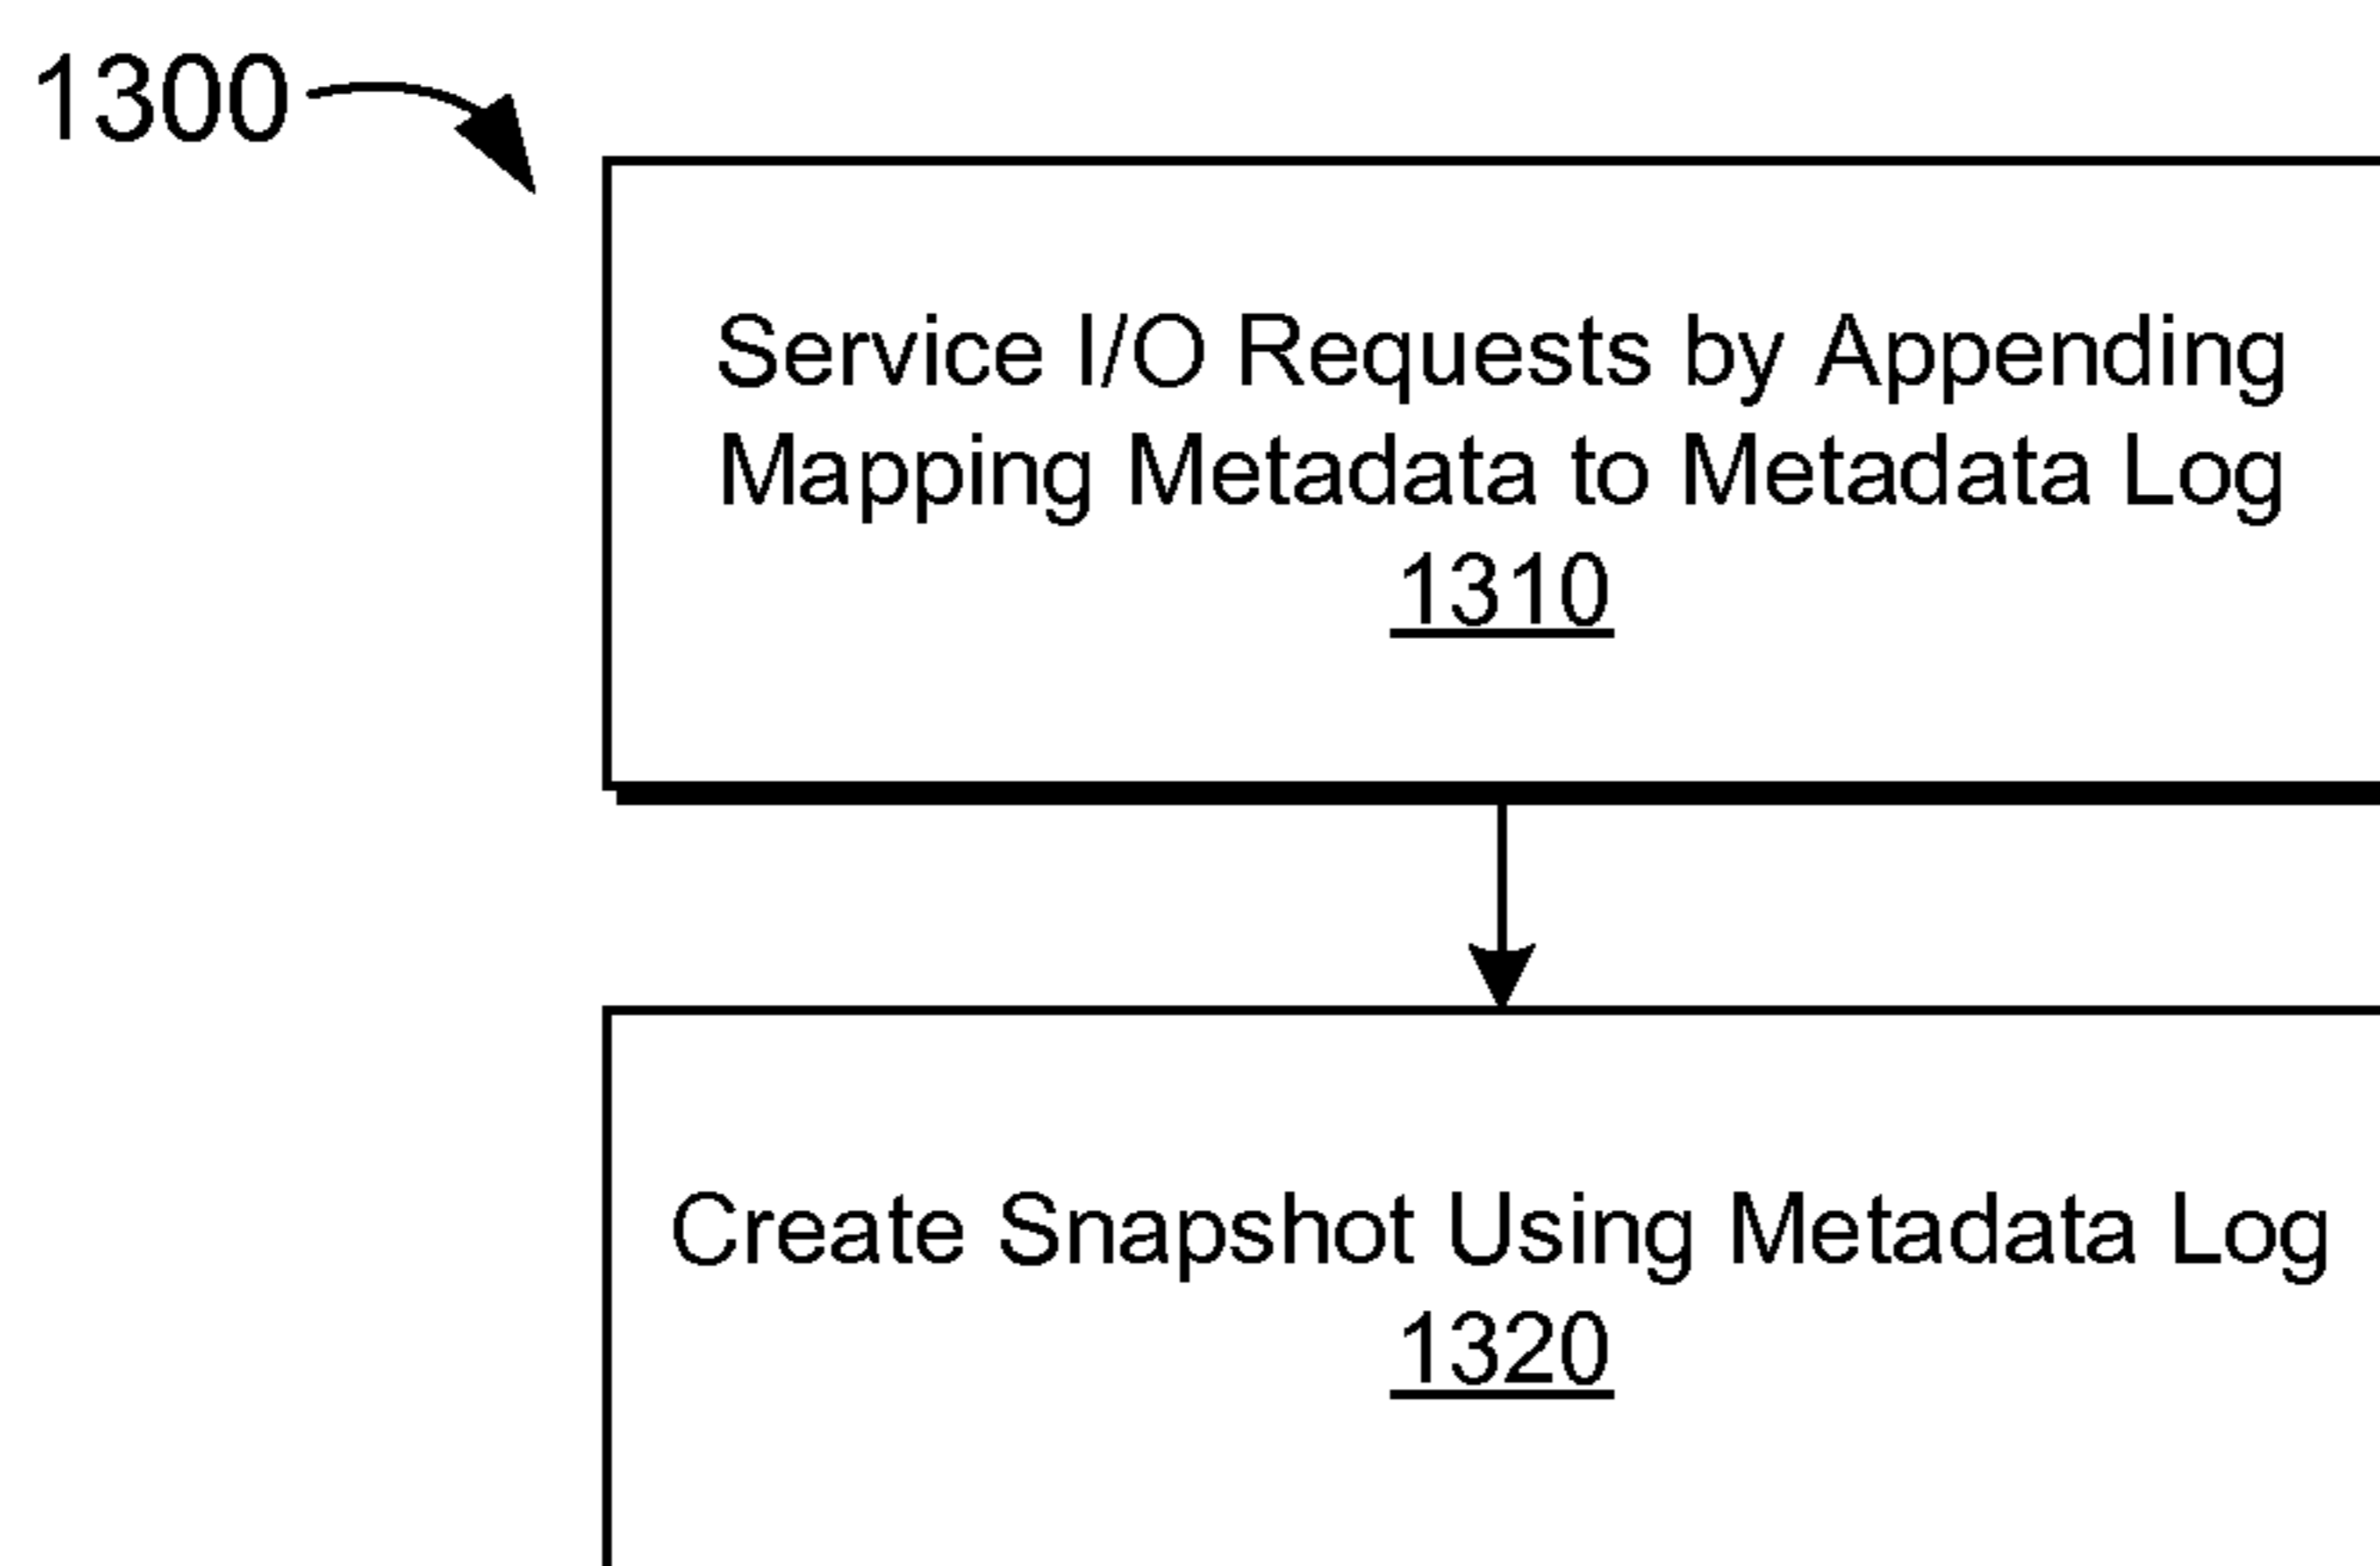 1300
Service I/O Requests by Appending
Mapping Metadata to Metadata Log
1310
Create Snapshot Using Metadata Log
1320